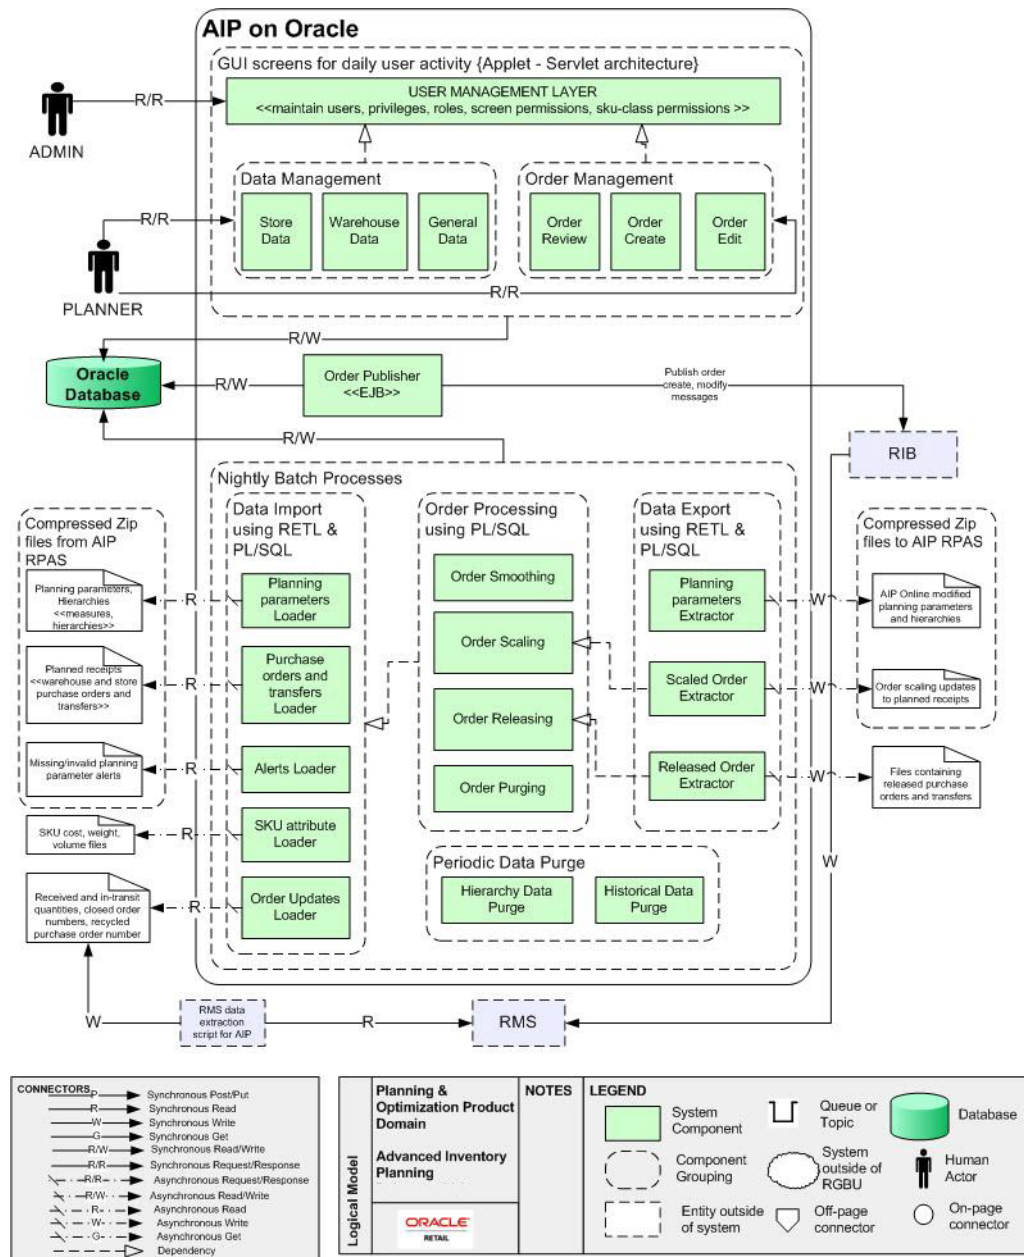 AIP on Oracle
GUI screens for daily user activity {Applet - Servlet architecture}
USER MANAGEMENT LAYER
<<maintain users, privileges, roles, screen permissions, sku-class permissions >>
R/R
ADMIN
Data Management
Store
Data
Warehouse
Data
General
Data
Order Management
Order
Review
Order
Create
Order
Edit
R/R
PLANNER
R/R
R/W
Oracle
Database
R/W
Order Publisher
<<EJB>>
Publish order
create, modify
messages
R/W
RIB
Nightly Batch Processes
Compressed Zip
files from AIP
RPAS
Planning parameters,
Hierarchies
<<measures,
hierarchies>>
R
Planned receipts
<<warehouse and store
purchase orders and
transfers>>
R
Missing/invalid planning
parameter alerts
R
SKU cost, weight,
volume files
R
Received and in-transit
quantities, closed order
numbers, recycled
purchase order number
R
Data Import
using RETL &
PL/SQL
Planning
parameters
Loader
Purchase
orders and
transfers
Loader
Alerts Loader
SKU attribute
Loader
Order Updates
Loader
Order Processing
using PL/SQL
Order Smoothing
Order Scaling
Order Releasing
Order Purging
Data Export
using RETL &
PL/SQL
Planning
parameters
Extractor
Scaled Order
Extractor
Released Order
Extractor
Periodic Data Purge
Hierarchy Data
Purge
Historical Data
Purge
Compressed Zip
files to AIP RPAS
W
AIP Online modified
planning parameters
and hierarchies
W
Order scaling updates
to planned receipts
W
Files containing
released purchase
orders and transfers
W
W
RMS data
extraction
script for AIP
R
RMS
CONNECTORS
P
Synchronous Post/Put
R
Synchronous Read
W
Synchronous Write
G
Synchronous Get
R/W
Synchronous Read/Write
R/R
Synchronous Request/Response
R/R
Asynchronous Request/Response
R/W
Asynchronous Read/Write
R
Asynchronous Read
W
Asynchronous Write
G
Asynchronous Get
Dependency
Logical Model
Planning &
Optimization Product
Domain
Advanced Inventory
Planning
ORACLE
RETAIL
NOTES
LEGEND
System
Component
Queue or
Topic
Database
Component
Grouping
System
outside of
RGBU
Human
Actor
Entity outside
of system
Off-page
connector
On-page
connector